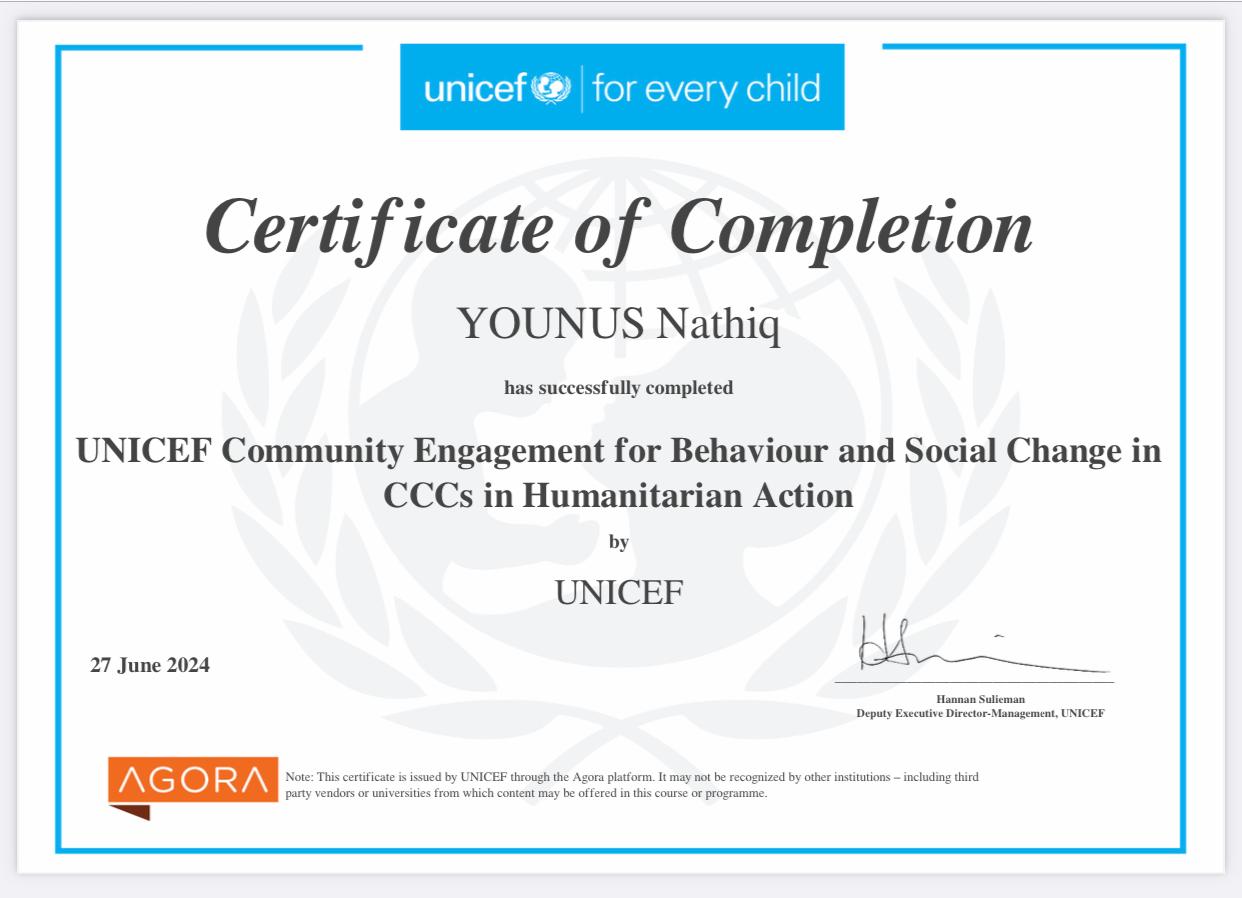 unicef for every child
Certificate of Completion
YOUNUS Nathiq
has successfully completed
UNICEF Community Engagement for Behaviour and Social Change in
CCCs in Humanitarian Action
by
UNICEF
27 June 2024
Hannan Sulieman
Deputy Executive Director-Management, UNICEF
AGORA
Note: This certificate is issued by UNICEF through the Agora platform. It may not be recognized by other institutions – including third
party vendors or universities from which content may be offered in this course or programme.